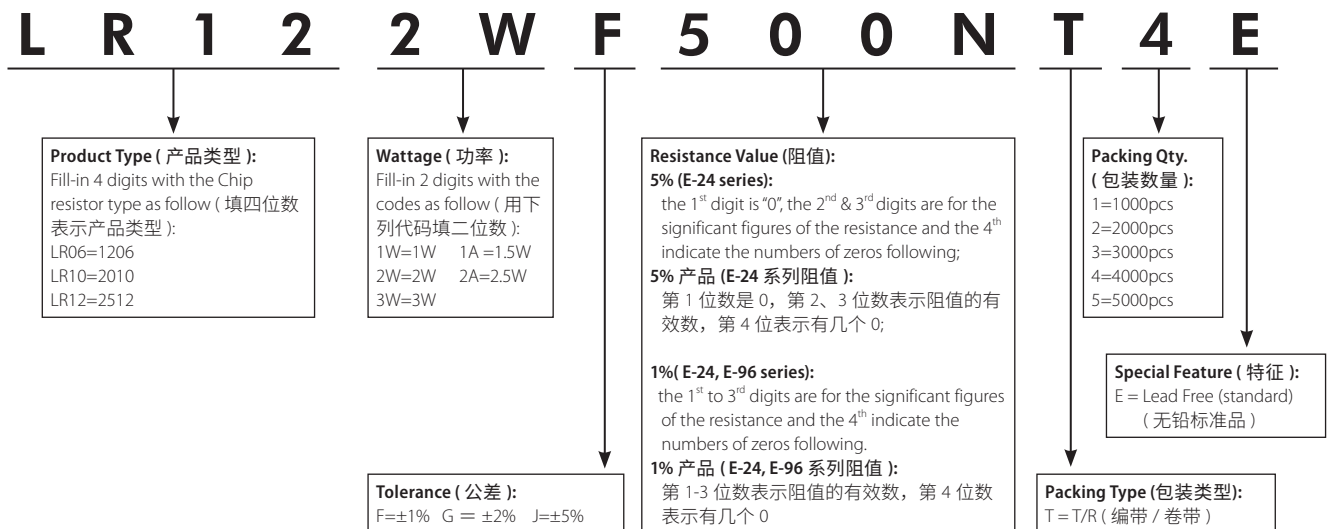 L R 1 2 2 W F 5 0 0 N T 4 E
Product Type ( 产品类型 ):
Fill-in 4 digits with the Chip
resistor type as follow ( 填四位数
表示产品类型 ):
LR06=1206
LR10=2010
LR12=2512
Wattage ( 功率 ):
Fill-in 2 digits with the
codes as follow ( 用下
列代码填二位数 ):
1W=1W 1A =1.5W
2W=2W 2A=2.5W
3W=3W
Tolerance ( 公差 ):
F=±1% G = ±2% J=±5%
Resistance Value (阻值):
5% (E-24 series):
the 1st digit is "0", the 2nd & 3rd digits are for the
significant figures of the resistance and the 4th
indicate the numbers of zeros following;
5% 产品 (E-24 系列阻值 ):
第 1 位数是 0，第 2、3 位数表示阻值的有
效数，第 4 位表示有几个 0;
1%( E-24, E-96 series):
the 1st to 3rd digits are for the significant figures
of the resistance and the 4th indicate the
numbers of zeros following.
1% 产品 ( E-24, E-96 系列阻值 ):
第 1-3 位数表示阻值的有效数，第 4 位数
表示有几个 0
Packing Qty.
( 包装数量 ):
1=1000pcs
2=2000pcs
3=3000pcs
4=4000pcs
5=5000pcs
Special Feature ( 特征 ):
E = Lead Free (standard)
( 无铅标准品 )
Packing Type (包装类型):
T = T/R ( 编带 / 卷带 )